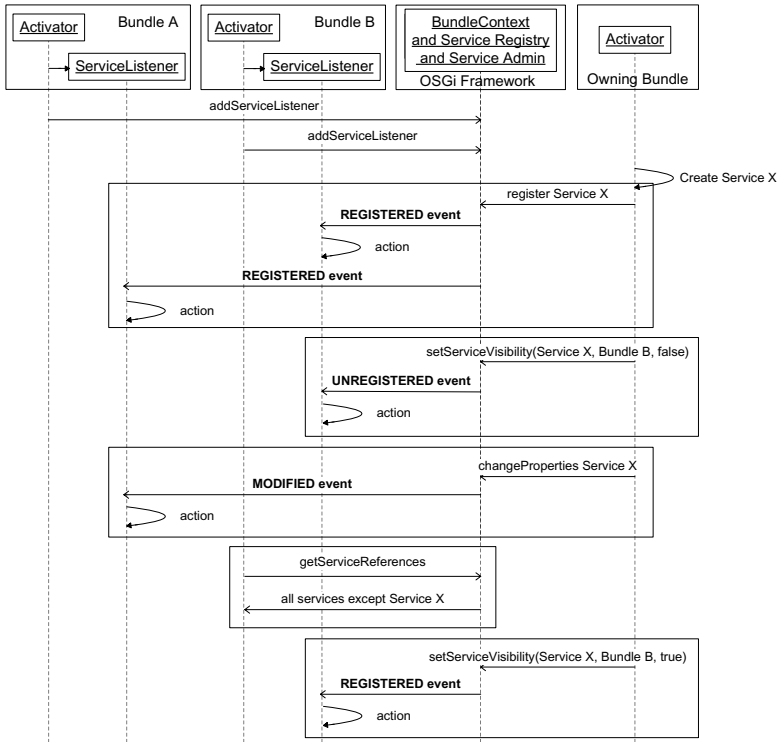 Activator
Bundle A
ServiceListener
Activator
Bundle B
ServiceListener
BundleContext
and Service Registry
and Service Admin
OSGi Framework
Activator
Owning Bundle
addServiceListener
addServiceListener
Create Service X
register Service X
REGISTERED event
action
REGISTERED event
action
setServiceVisibility(Service X, Bundle B, false)
UNREGISTERED event
action
changeProperties Service X
MODIFIED event
action
getServiceReferences
all services except Service X
setServiceVisibility(Service X, Bundle B, true)
REGISTERED event
action